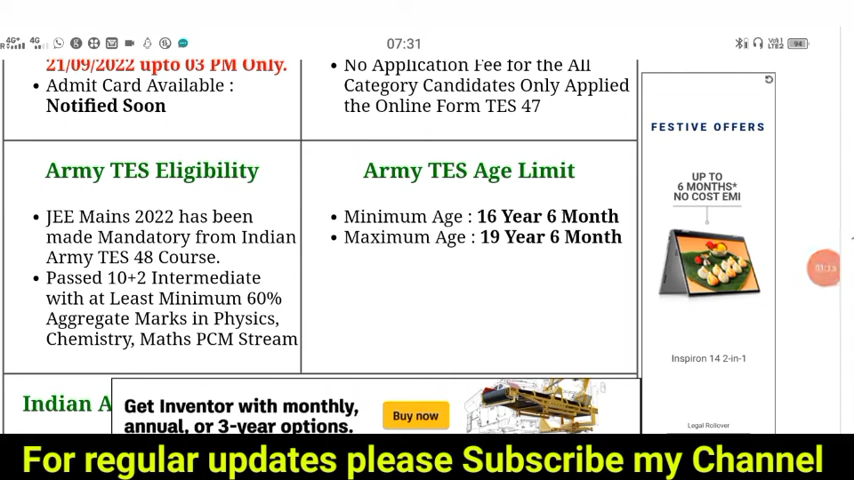 07:31
94
21/09/2022 upto 03 PM Only.
Admit Card Available :
Notified Soon
No Application Fee for the All
Category Candidates Only Applied
the Online Form TES 47
Army TES Eligibility
JEE Mains 2022 has been
made Mandatory from Indian
Army TES 48 Course.
Passed 10+2 Intermediate
with at Least Minimum 60%
Aggregate Marks in Physics,
Chemistry, Maths PCM Stream
Army TES Age Limit
Minimum Age : 16 Year 6 Month
Maximum Age : 19 Year 6 Month
FESTIVE OFFERS
UP TO
6 MONTHS*
NO COST EMI
Inspiron 14 2-in-1
Legal Rollover
Indian A
Get Inventor with monthly,
annual, or 3-year options.
Buy now
For regular updates please Subscribe my Channel